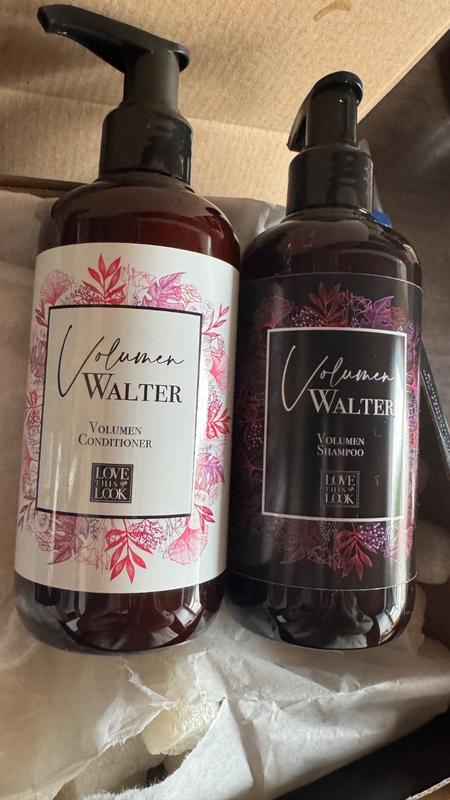 Volumen
WALTER
VOLUMEN
CONDITIONER
LOVE
THIS
LOOK
Volumen
WALTER
VOLUMEN
SHAMPOO
LOVE
THIS
LOOK